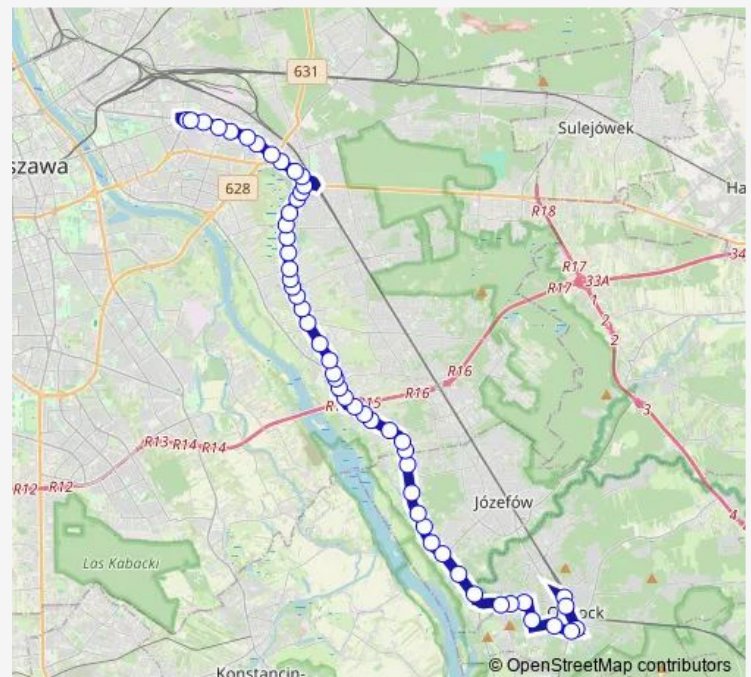 631
Sulejówek
szawa
Ha
628
R18
R17
34
R17
33A
1
2
2
R16
R16
3
R13
R14
R14
R12
R12
4
Józefów
Las Kabacki
Konstancin-
© OpenStreetMap contributors